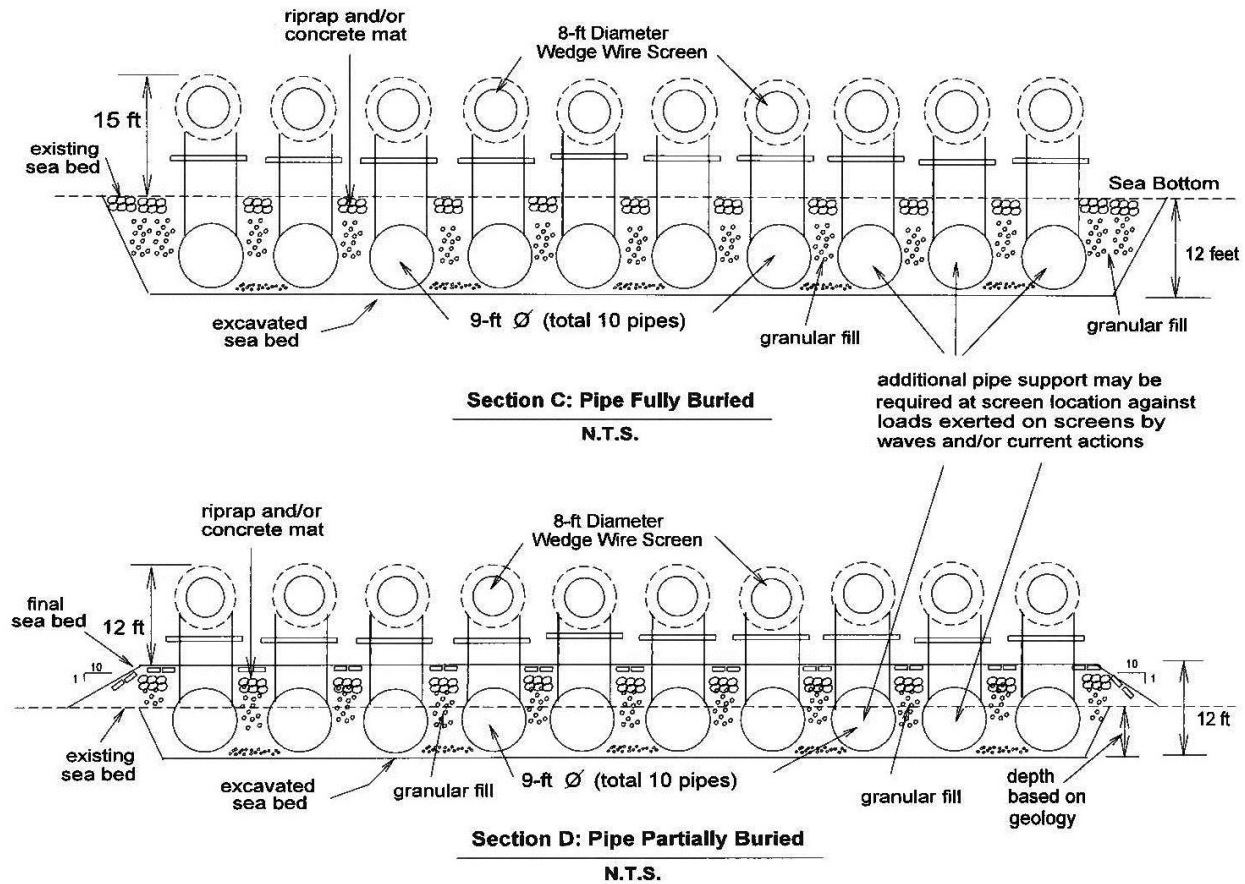 riprap and/or
concrete mat
8-ft Diameter
Wedge Wire Screen
15 ft
existing
sea bed
Sea Bottom
12 feet
excavated
sea bed
9-ft Ø (total 10 pipes)
granular fill
granular fill
Section C: Pipe Fully Buried
N.T.S.
additional pipe support may be
required at screen location against
loads exerted on screens by
waves and/or current actions
riprap and/or
concrete mat
8-ft Diameter
Wedge Wire Screen
final
sea bed
12 ft
10
1
10
1
12 ft
existing
sea bed
excavated
sea bed
granular fill
9-ft Ø (total 10 pipes)
granular fill
depth
based on
geology
Section D: Pipe Partially Buried
N.T.S.